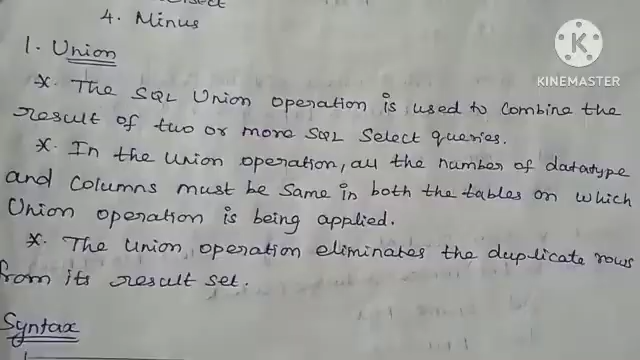 4. Minus
1. Union
KINEMASTER
*. The SQL Union operation is used to combine the
result of two or more SQL Select queries.
*. In the union operation, all the number of datatype
and columns must be same in both the tables on which
Union operation is being applied.
*. The union, operation eliminates the duplicate rows
from its result set.
Syntax